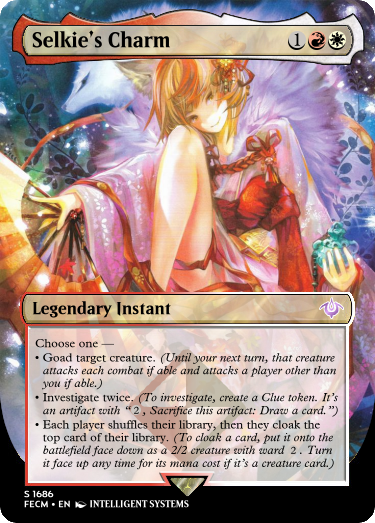 Selkie's Charm 1
Legendary Instant
Choose one —
• Goad target creature. (Until your next turn, that creature
attacks each combat if able and attacks a player other than
you if able.)
• Investigate twice. (To investigate, create a Clue token. It's
an artifact with “2, Sacrifice this artifact: Draw a card.”)
• Each player shuffles their library, then they cloak the
top card of their library. (To cloak a card, put it onto the
battlefield face down as a 2/2 creature with ward 2. Turn
it face up any time for its mana cost if it's a creature card.)
S 1686
FECM • EN INTELLIGENT SYSTEMS